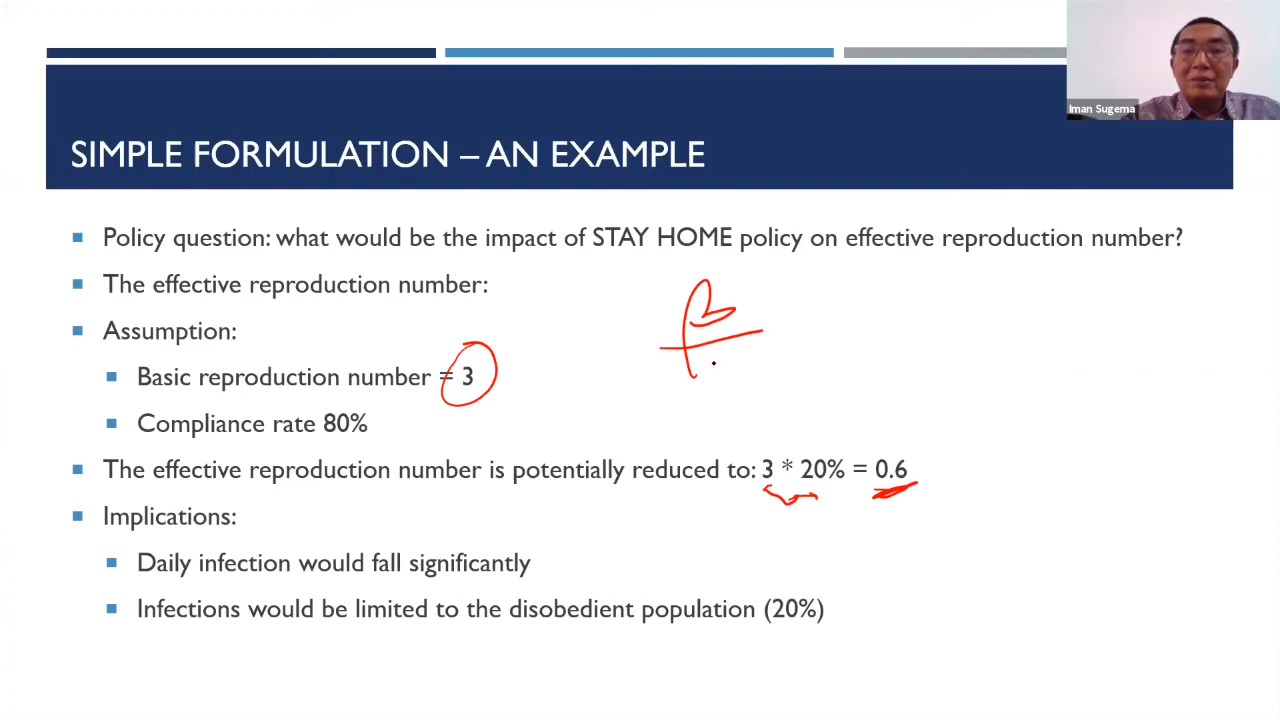 Iman Sugema
SIMPLE FORMULATION – AN EXAMPLE
Policy question: what would be the impact of STAY HOME policy on effective reproduction number?
The effective reproduction number:
Assumption:
Basic reproduction number = 3
Compliance rate 80%
The effective reproduction number is potentially reduced to: 3 * 20% = 0.6
Implications:
Daily infection would fall significantly
Infections would be limited to the disobedient population (20%)